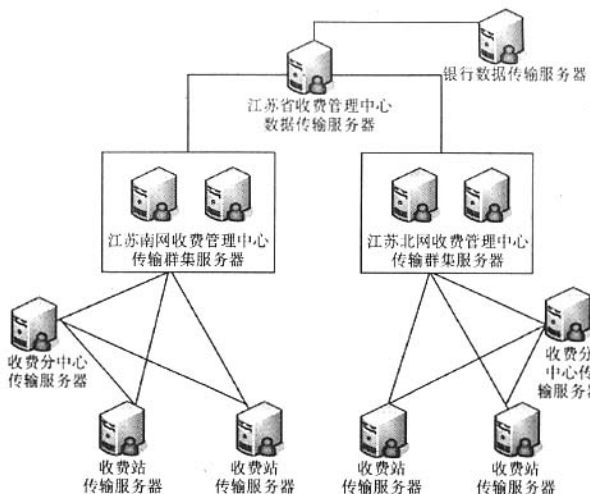 银行数据传输服务器
江苏省收费管理中心
数据传输服务器
江苏南网收费管理中心
传输群集服务器
江苏北网收费管理中心
传输群集服务器
收费分中心
传输服务器
收费分
中心传
输服务器
收费站
传输服务器
收费站
传输服务器
收费站
传输服务器
收费站
传输服务器